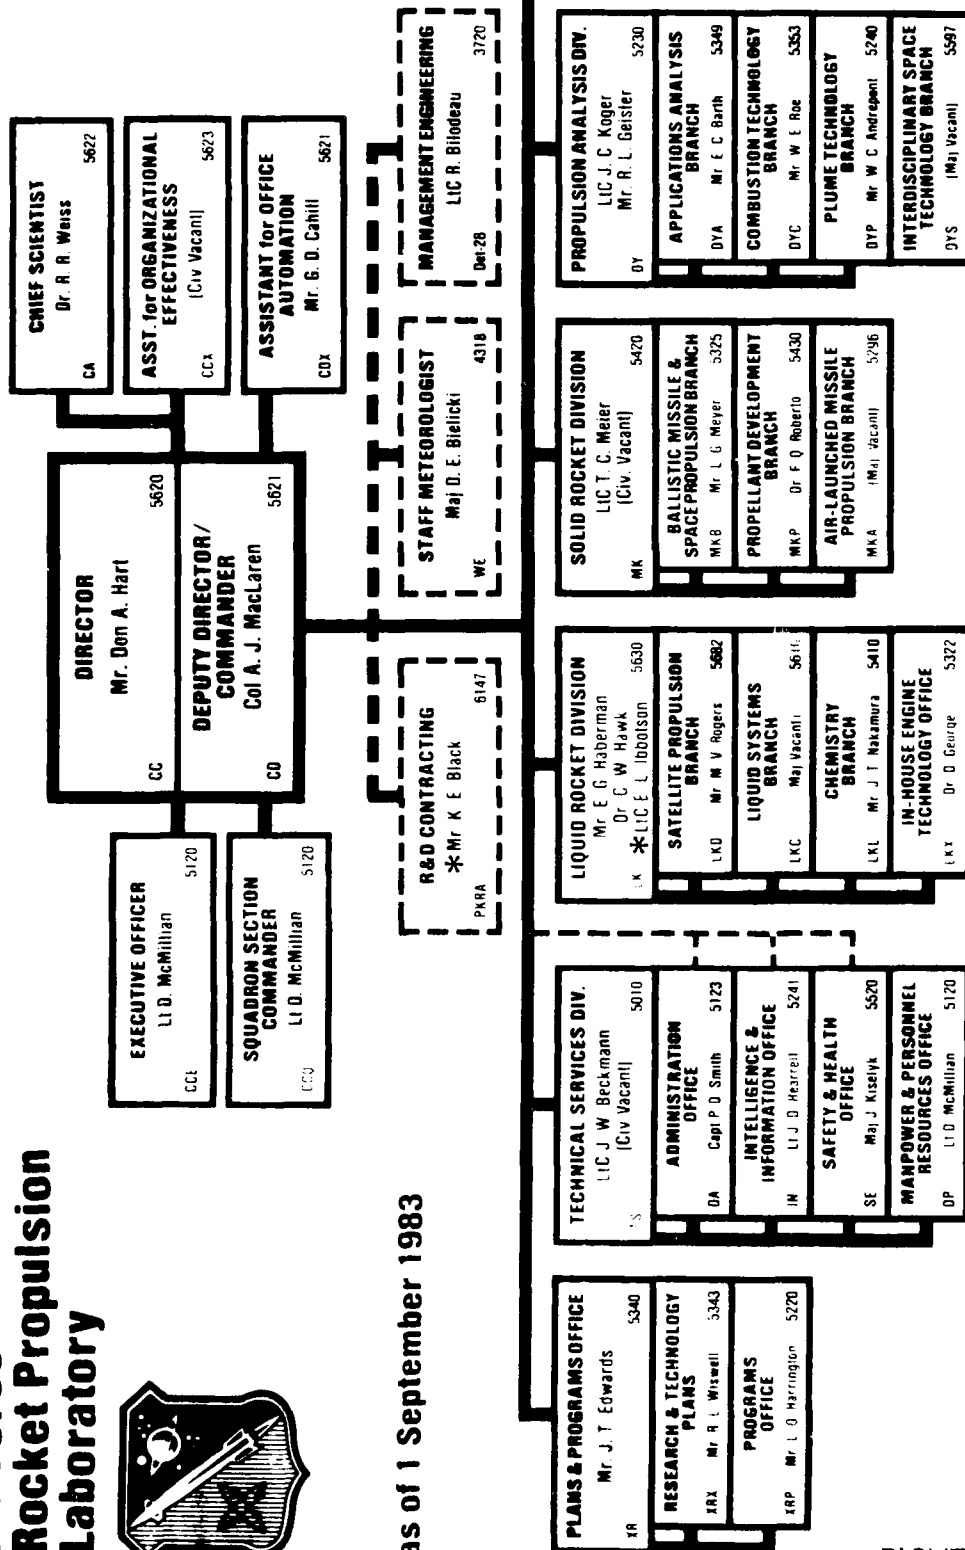 Rocket Propulsion
Laboratory
as of 1 September 1983
DIRECTOR
Mr. Don A. Hart
CC 5620
DEPUTY DIRECTOR/
COMMANDER
Col A. J. MacLaren
CD 5621
EXECUTIVE OFFICER
Lt D. McMillian
CCE 5120
SQUADRON SECTION
COMMANDER
Lt D. McMillian
CCQ 5120
CHIEF SCIENTIST
Dr. R. R. Weiss
CA 5622
ASST. for ORGANIZATIONAL
EFFECTIVENESS
(Civ Vacant)
CCX 5623
ASSISTANT for OFFICE
AUTOMATION
Mr. G. D. Cahill
CDX 5621
R&D CONTRACTING
*Mr K E Black
PKRA 6147
STAFF METEOROLOGIST
Maj D. E. Bielicki
WE 4318
MANAGEMENT ENGINEERING
LtC R. Bilodeau
Det-28 3720
PLANS & PROGRAMS OFFICE
Mr. J. T Edwards
XR 5340
RESEARCH & TECHNOLOGY
PLANS
XRX Mr R L Wiswell 5343
PROGRAMS
OFFICE
XRP Mr L O Harrington 5220
TECHNICAL SERVICES DIV.
LtC J W Beckmann
(Civ Vacant)
TS 5010
ADMINISTRATION
OFFICE
DA Capt P D Smith 5123
INTELLIGENCE &
INFORMATION OFFICE
IN Lt J D Hearrell 5241
SAFETY & HEALTH
OFFICE
SE Maj J Kiselyk 5520
MANPOWER & PERSONNEL
RESOURCES OFFICE
DP Lt D McMillian 5120
LIQUID ROCKET DIVISION
Mr E G Haberman
Dr C W Hawk
LK *LtC E L Ibbotson 5630
SATELLITE PROPULSION
BRANCH
LKD Mr M V Rogers 5682
LIQUID SYSTEMS
BRANCH
LKC Maj Vacant)
CHEMISTRY
BRANCH
LKL Mr J T Nakamura 5410
IN-HOUSE ENGINE
TECHNOLOGY OFFICE
LKX Dr D George 5322
SOLID ROCKET DIVISION
LtC T. C. Meier
(Civ. Vacant)
MK 5420
BALLISTIC MISSILE &
SPACE PROPULSION BRANCH
MKB Mr L G Meyer 5325
PROPELLANT DEVELOPMENT
BRANCH
MKP Dr F Q Roberto 5430
AIR-LAUNCHED MISSILE
PROPULSION BRANCH
MKA (Maj Vacant) 5296
PROPULSION ANALYSIS DIV.
LtC J. C Koger
Mr. R. L. Geisler
DY 5230
APPLICATIONS ANALYSIS
BRANCH
DYA Mr E C Barth 5349
COMBUSTION TECHNOLOGY
BRANCH
DYC Mr W E Roe 5353
PLUME TECHNOLOGY
BRANCH
DYP Mr W C Andrepont 5240
INTERDISCIPLINARY SPACE
TECHNOLOGY BRANCH
DYS (Maj Vacant) 5597